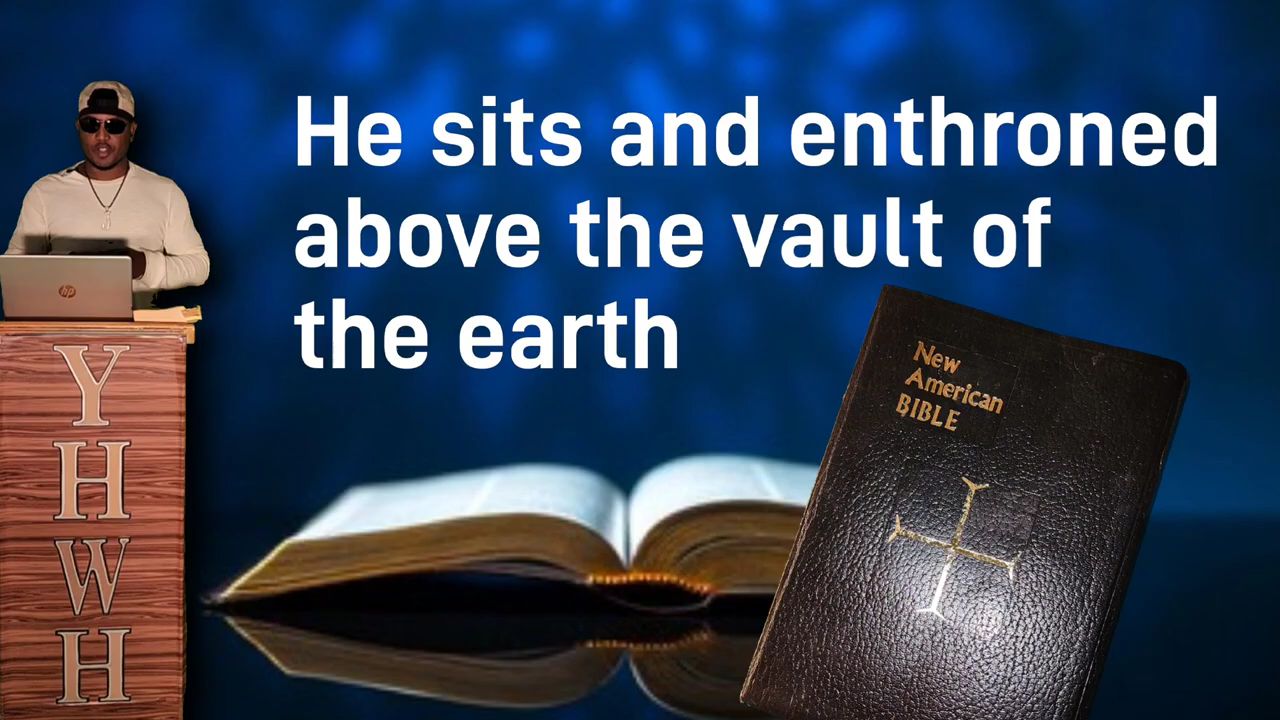 He sits and enthroned
above the vault of
the earth
New
American
BIBLE
hp
Y
H
W
H